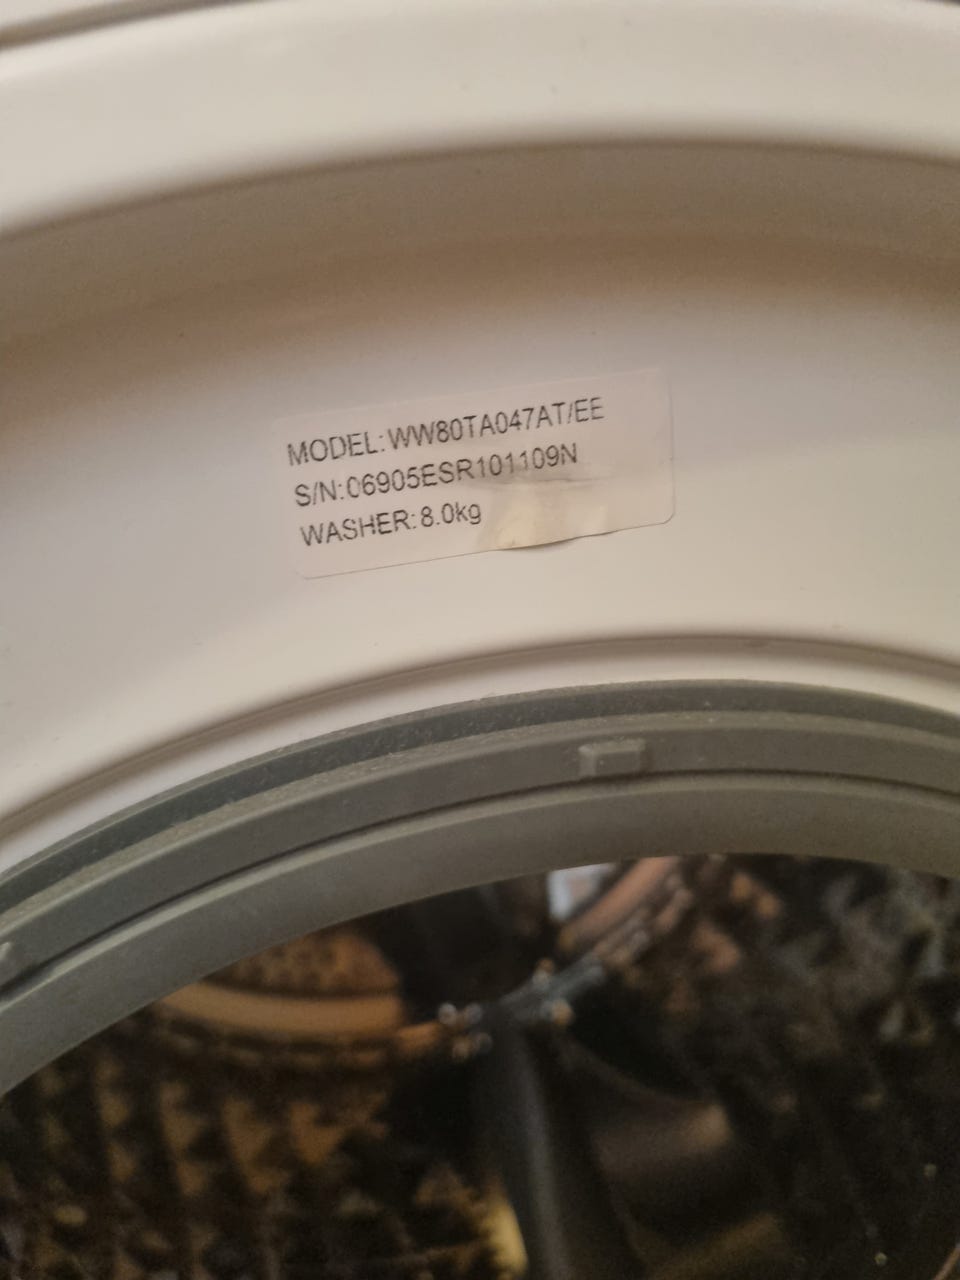 MODEL:WW80TA047AT/EE
S/N:06905ESR101109N
WASHER:8.0kg